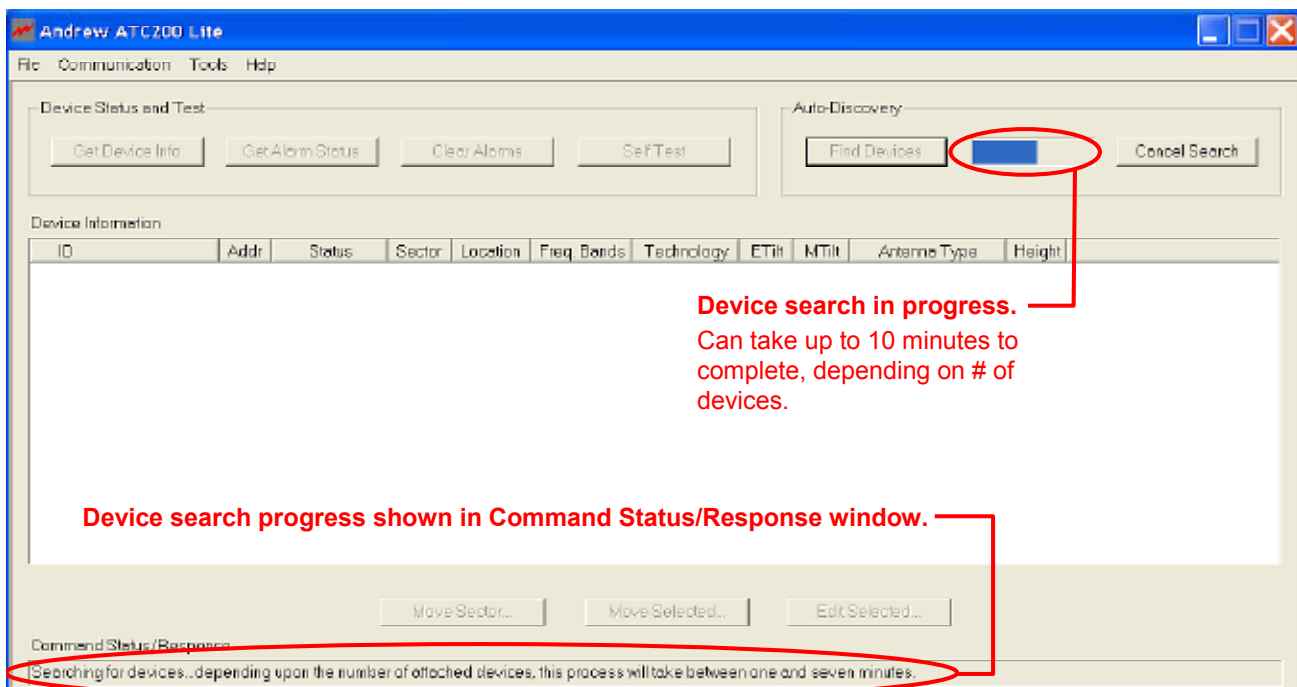 Andrew ATC200 Lite
File Communication Tools Help
Device Status and Test
Auto-Discovery
Get Device Info Get Alarm Status Clear Alarms Self Test Find Devices Cancel Search
Device Information
ID Addr Status Sector Location Freq. Bands Technology ETilt MTilt Antenna Type Height
Device search in progress.
Can take up to 10 minutes to
complete, depending on # of
devices.
Device search progress shown in Command Status/Response window.
Move Sector... Move Selected... Edit Selected...
Command Status/Response
Searching for devices...depending upon the number of attached devices, this process will take between one and seven minutes.